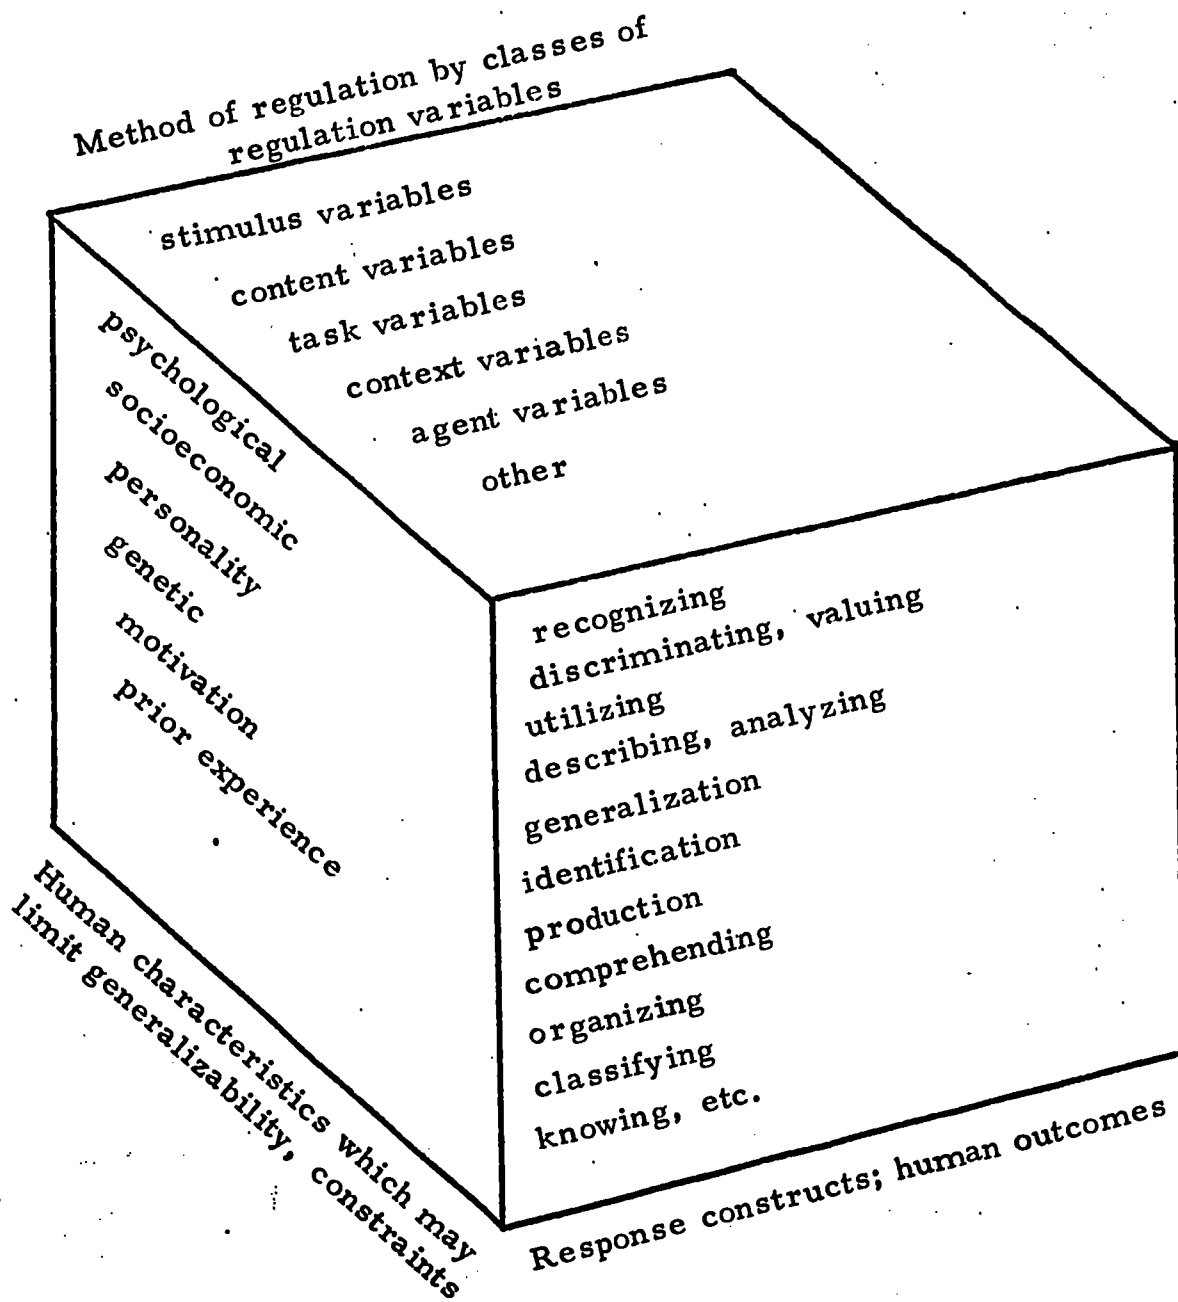 Method of regulation by classes of
regulation variables
stimulus variables
content variables
task variables
context variables
agent variables
other
psychological
socioeconomic
personality
genetic
motivation
prior experience
Human characteristics which may
limit generalizability, constraints
recognizing
discriminating, valuing
utilizing
describing, analyzing
generalization
identification
production
comprehending
organizing
classifying
knowing, etc.
Response constructs; human outcomes